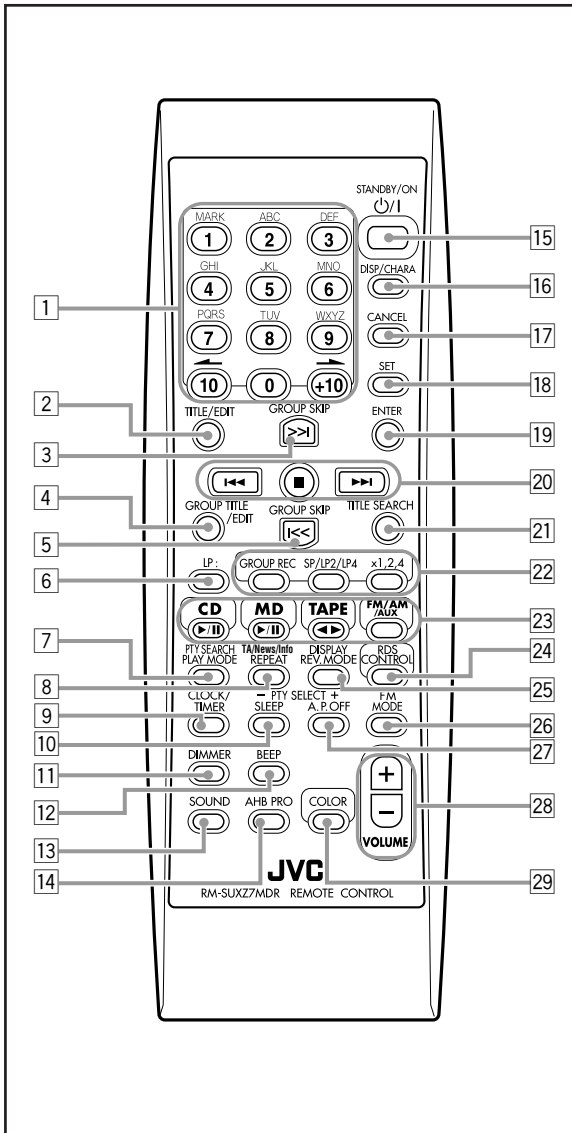 STANDBY/ON
⏻/|
MARK ABC DEF
1 2 3
15
DISP/CHARA
GHI JKL MNO
16
1
4 5 6
CANCEL
PQRS TUV WXYZ
17
7 8 9
SET
18
10 0 +10
2
TITLE/EDIT
GROUP SKIP
ENTER
>>|
19
3
|◀◀ ■ ▶▶|
20
4
GROUP TITLE
/EDIT
GROUP SKIP
TITLE SEARCH
|<<
21
5
LP:
GROUP REC SP/LP2/LP4 x1,2,4
6
22
CD MD TAPE FM/AM
/AUX
▶/❚❚ ▶/❚❚ ◀▶
23
7
PTY SEARCH TA/News/Info DISPLAY RDS
PLAY MODE REPEAT REV. MODE CONTROL
24
8
25
9
CLOCK/
TIMER
– PTY SELECT +
SLEEP A. P. OFF
FM
MODE
26
10
27
11
DIMMER BEEP
12
+
–
28
SOUND AHB PRO COLOR
VOLUME
13
14
JVC
29
RM-SUXZ7MDR REMOTE CONTROL